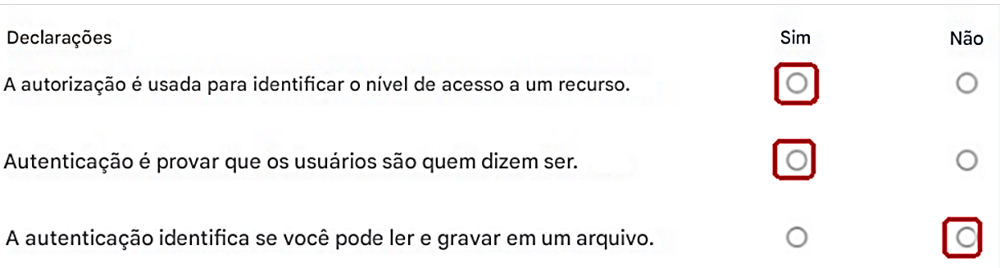 Declarações Sim Não
A autorização é usada para identificar o nível de acesso a um recurso.
Autenticação é provar que os usuários são quem dizem ser.
A autenticação identifica se você pode ler e gravar em um arquivo.